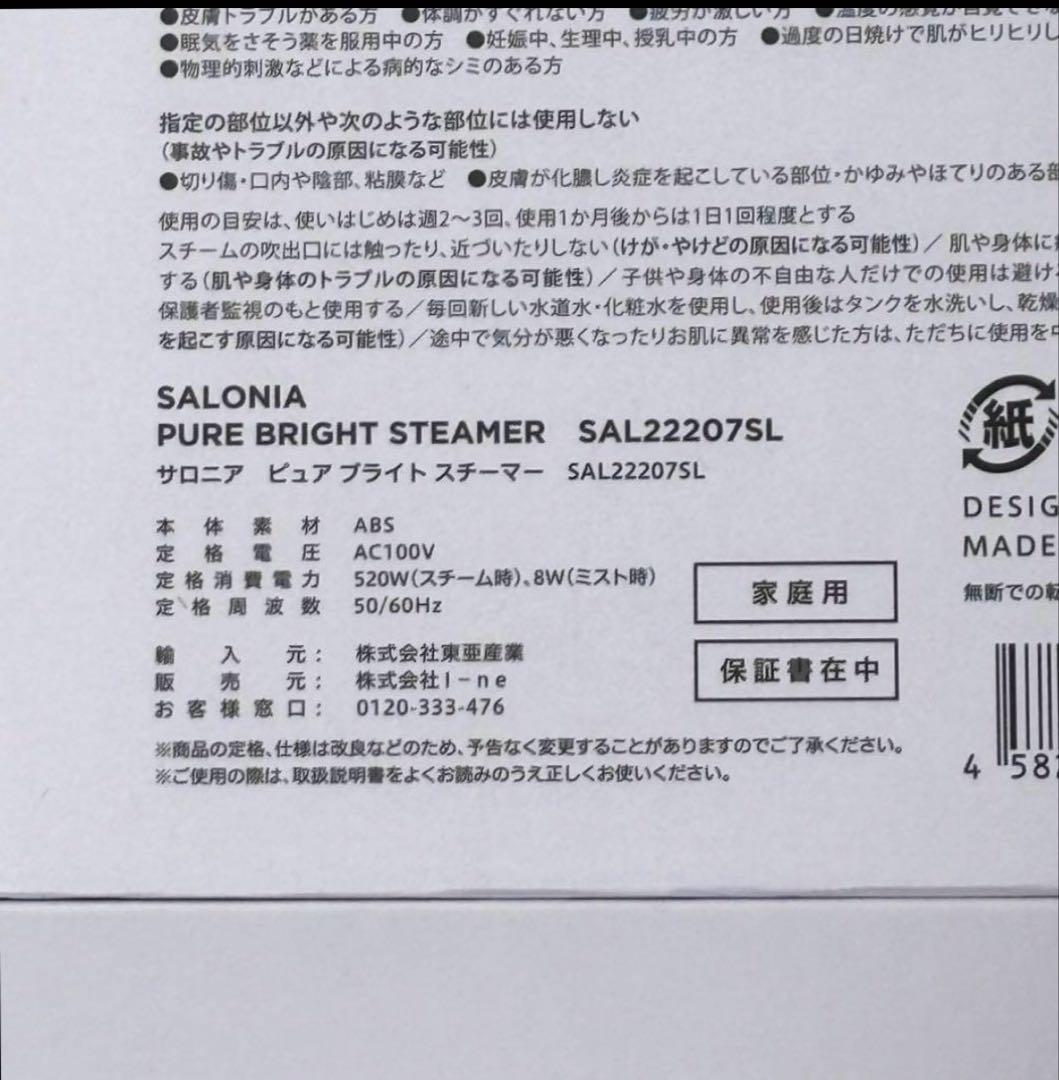 ●皮膚トラブルがある方 ●体調がすぐれない方 ●疲労が激しい方
●眠気をさそう薬を服用中の方 ●妊娠中、生理中、授乳中の方 ●過度の日焼けで肌がヒリヒリし
●物理的刺激などによる病的なシミのある方
指定の部位以外や次のような部位には使用しない
(事故やトラブルの原因になる可能性)
●切り傷・口内や陰部、粘膜など ●皮膚が化膿し炎症を起こしている部位・かゆみやほてりのある
使用の目安は、使いはじめは週2〜3回、使用1か月後からは1日1回程度とする
スチームの吹出口には触ったり、近づいたりしない(けが・やけどの原因になる可能性)/肌や身体に
する(肌や身体のトラブルの原因になる可能性)/子供や身体の不自由な人だけでの使用は避け
保護者監視のもと使用する/毎回新しい水道水・化粧水を使用し、使用後はタンクを水洗いし、乾燥
を起こす原因になる可能性)/途中で気分が悪くなったりお肌に異常を感じた方は、ただちに使用を
SALONIA
PURE BRIGHT STEAMER SAL22207SL
サロニア ピュア ブライト スチーマー SAL22207SL
本体素材 ABS
定格電圧 AC100V
定格消費電力 520W(スチーム時)、8W(ミスト時)
定格周波数 50/60Hz
家庭用
輸入元: 株式会社東亜産業
販売元: 株式会社I-ne
お客様窓口: 0120-333-476
保証書在中
※商品の定格、仕様は改良などのため、予告なく変更することがありますのでご了承ください。
※ご使用の際は、取扱説明書をよくお読みのうえ正しくお使いください。
紙
DESIG
MADE
無断での転
4 582